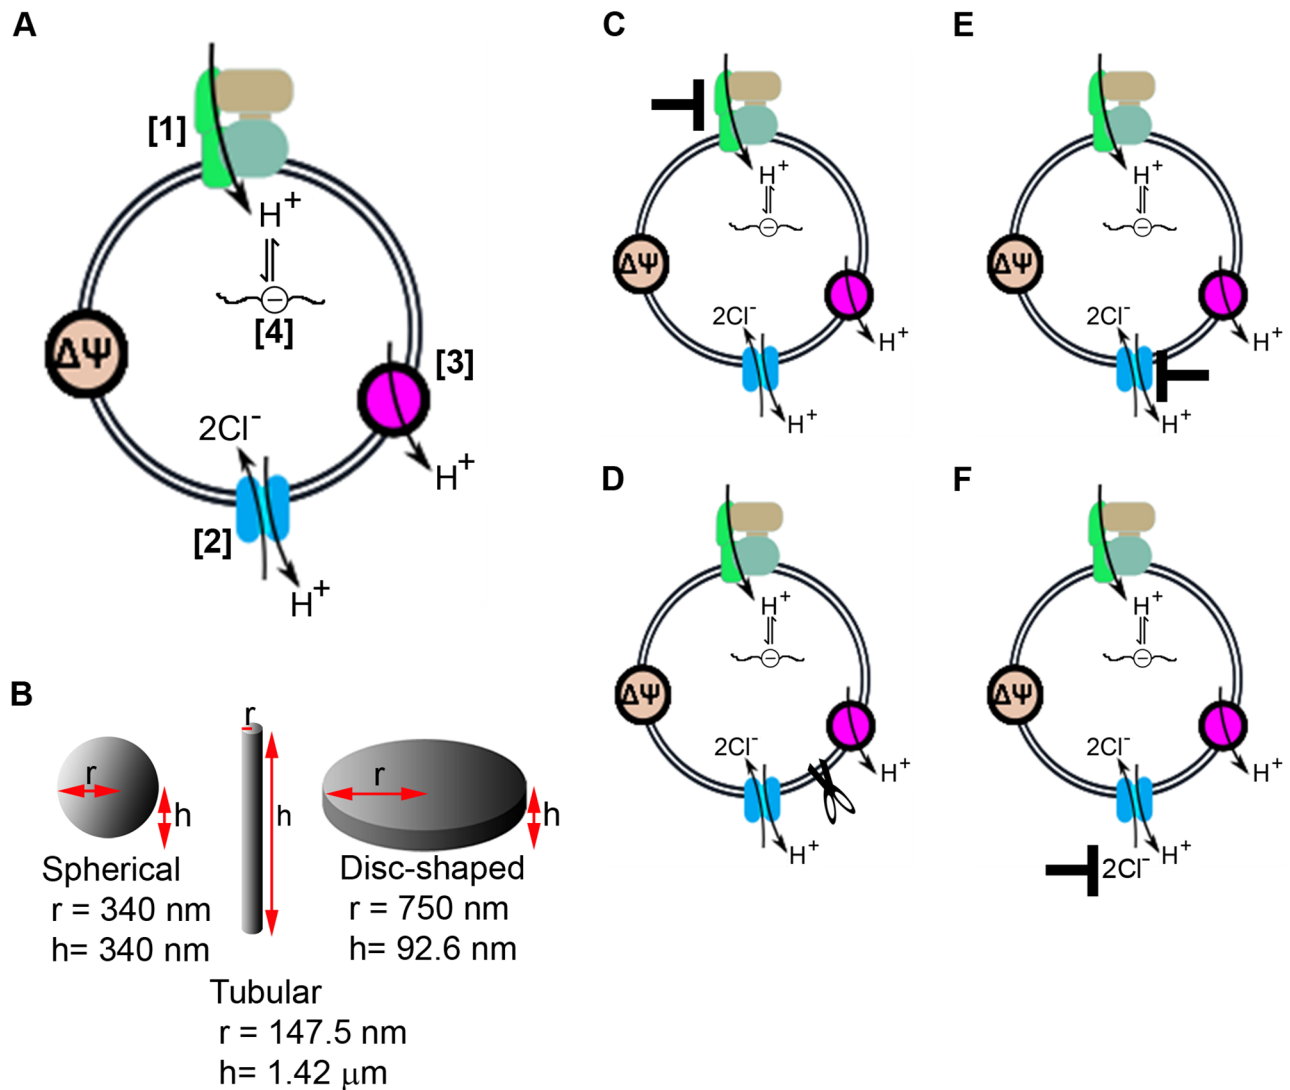 A
[1]
H+
[4]
ΔΨ
[3]
2Cl-
H+
[2]
H+
B
r
h
Spherical
r = 340 nm
h= 340 nm
r
h
Tubular
r = 147.5 nm
h= 1.42 μm
r
h
Disc-shaped
r = 750 nm
h= 92.6 nm
C
H+
ΔΨ
2Cl-
H+
H+
D
H+
ΔΨ
2Cl-
H+
H+
E
H+
ΔΨ
2Cl-
H+
H+
F
H+
ΔΨ
2Cl-
H+
H+
2Cl-